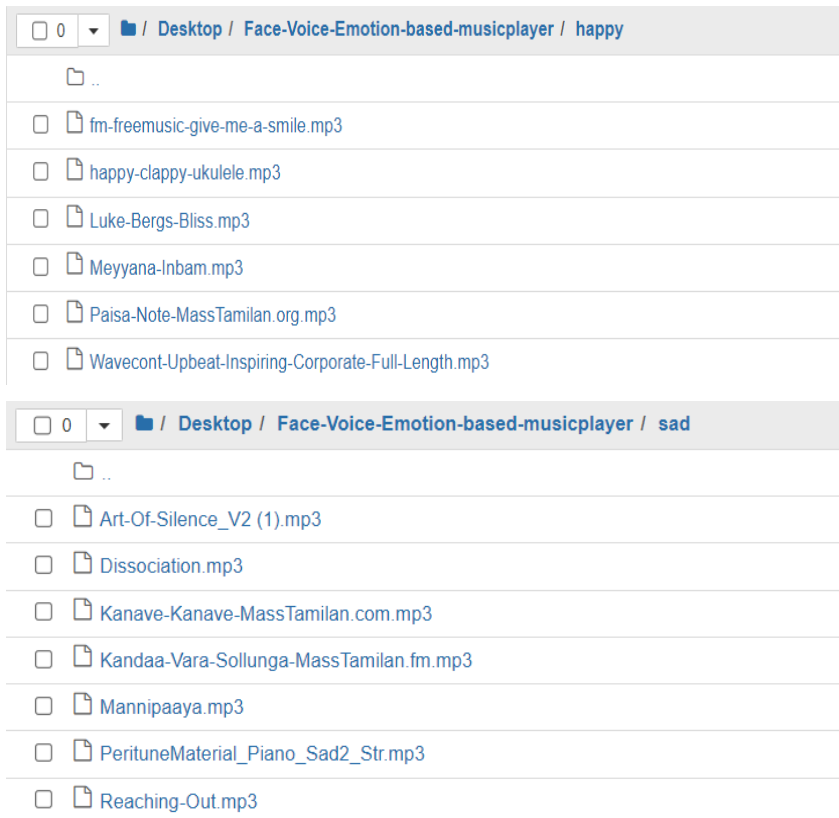 0 / Desktop / Face-Voice-Emotion-based-musicplayer / happy
..
fm-freemusic-give-me-a-smile.mp3
happy-clappy-ukulele.mp3
Luke-Bergs-Bliss.mp3
Meyyana-Inbam.mp3
Paisa-Note-MassTamilan.org.mp3
Wavecont-Upbeat-Inspiring-Corporate-Full-Length.mp3
0 / Desktop / Face-Voice-Emotion-based-musicplayer / sad
..
Art-Of-Silence_V2 (1).mp3
Dissociation.mp3
Kanave-Kanave-MassTamilan.com.mp3
Kandaa-Vara-Sollunga-MassTamilan.fm.mp3
Mannipaaya.mp3
PerituneMaterial_Piano_Sad2_Str.mp3
Reaching-Out.mp3